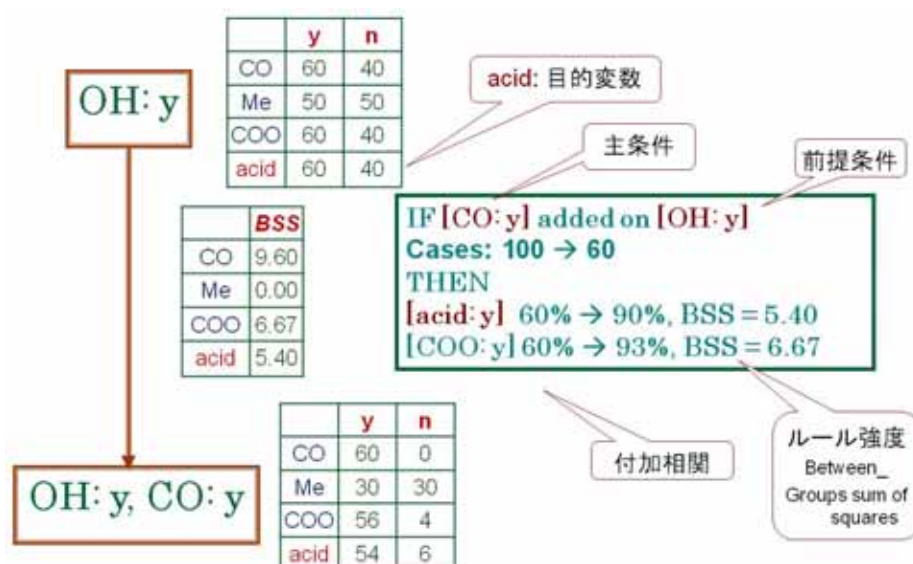 y n
CO 60 40
Me 50 50
COO 60 40
acid 60 40
OH: y
acid: 目的変数
主条件
前提条件
BSS
CO 9.60
Me 0.00
COO 6.67
acid 5.40
IF [CO: y] added on [OH: y]
Cases: 100 → 60
THEN
[acid: y] 60% → 90%, BSS = 5.40
[COO: y] 60% → 93%, BSS = 6.67
y n
CO 60 0
Me 30 30
COO 56 4
acid 54 6
OH: y, CO: y
付加相関
ルール強度
Between_
Groups sum of
squares